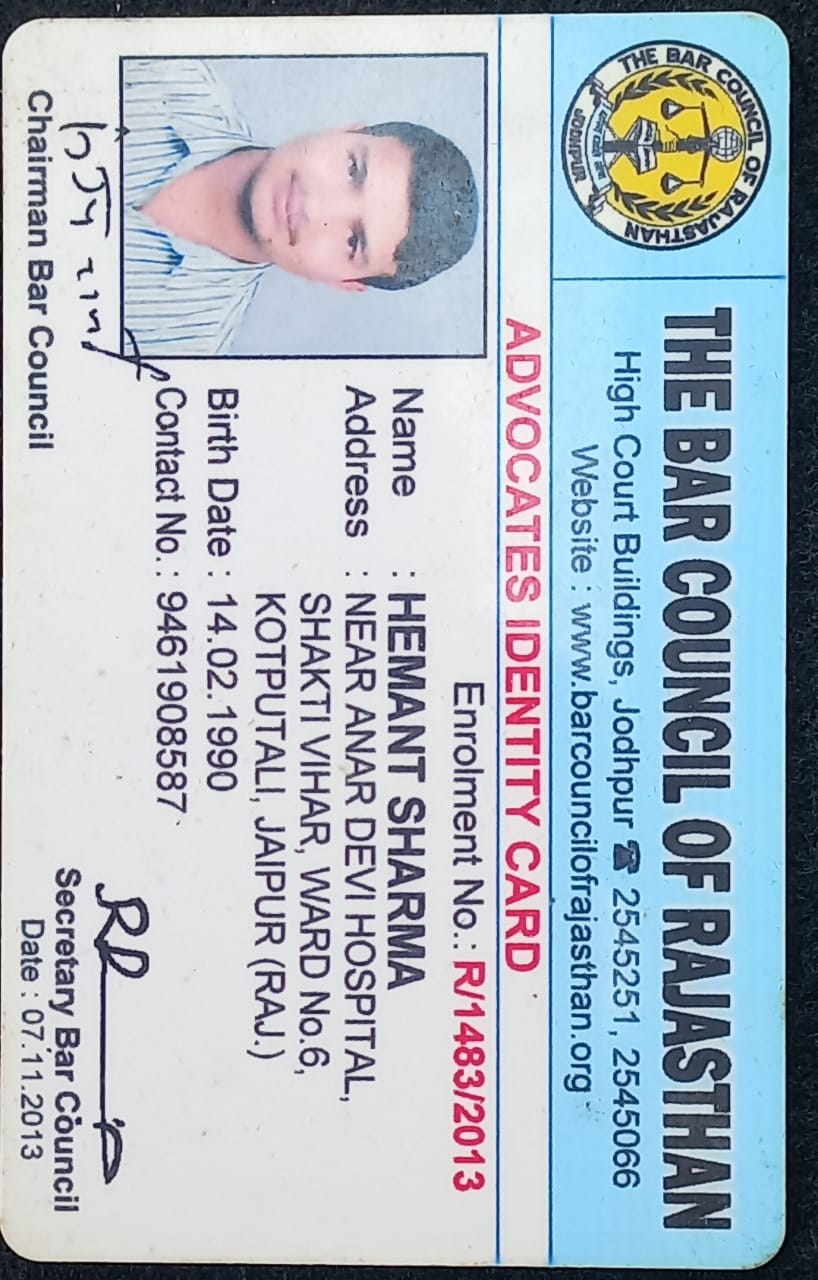 THE BAR COUNCIL OF RAJASTHAN
JODHPUR
THE BAR COUNCIL OF RAJASTHAN
High Court Buildings, Jodhpur ☎ 2545251, 2545066
Website : www.barcouncilofrajasthan.org
ADVOCATES IDENTITY CARD
Enrolment No.: R/1483/2013
Name : HEMANT SHARMA
Address : NEAR ANAR DEVI HOSPITAL,
SHAKTI VIHAR, WARD No.6,
KOTPUTALI, JAIPUR (RAJ.)
Birth Date : 14.02.1990
Contact No.: 9461908587
Chairman Bar Council
Secretary Bar Council
Date : 07.11.2013